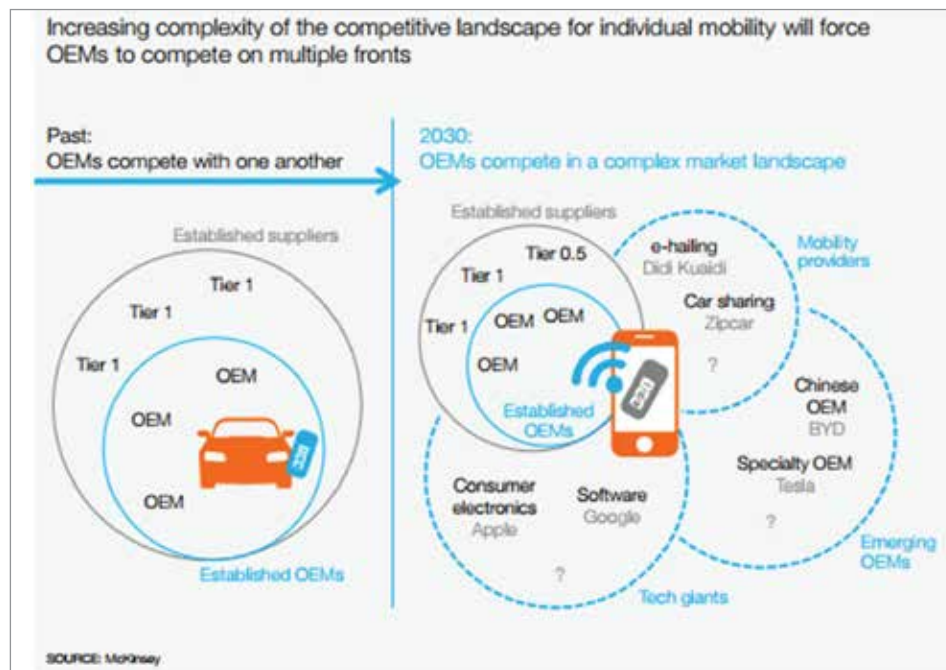 Increasing complexity of the competitive landscape for individual mobility will force
OEMs to compete on multiple fronts
Past:
OEMs compete with one another
Established suppliers
Tier 1
Tier 1
Tier 1
OEM
OEM
OEM
Established OEMs
2030:
OEMs compete in a complex market landscape
Established suppliers
Tier 0.5
Tier 1
Tier 1
OEM
OEM
OEM
Established
OEMs
e-hailing
Didi Kuaidi
Car sharing
Zipcar
?
Mobility
providers
Chinese
OEM
BYD
Specialty OEM
Tesla
?
Emerging
OEMs
Consumer
electronics
Apple
Software
Google
?
Tech giants
SOURCE: McKinsey